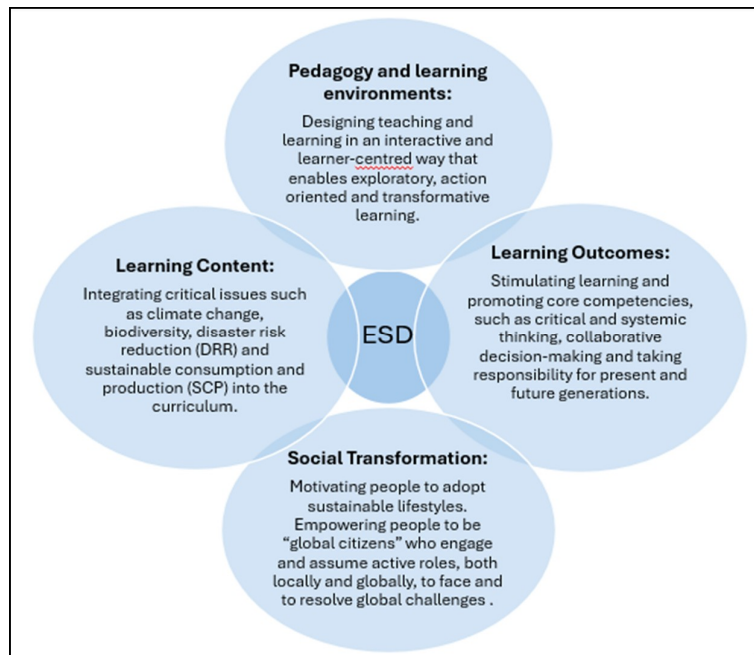 Pedagogy and learning
environments:
Designing teaching and
learning in an interactive and
learner-centred way that
enables exploratory, action
oriented and transformative
learning.
Learning Content:
Integrating critical issues such
as climate change,
biodiversity, disaster risk
reduction (DRR) and
sustainable consumption and
production (SCP) into the
curriculum.
ESD
Learning Outcomes:
Stimulating learning and
promoting core competencies,
such as critical and systemic
thinking, collaborative
decision-making and taking
responsibility for present and
future generations.
Social Transformation:
Motivating people to adopt
sustainable lifestyles.
Empowering people to be
“global citizens” who engage
and assume active roles, both
locally and globally, to face and
to resolve global challenges .